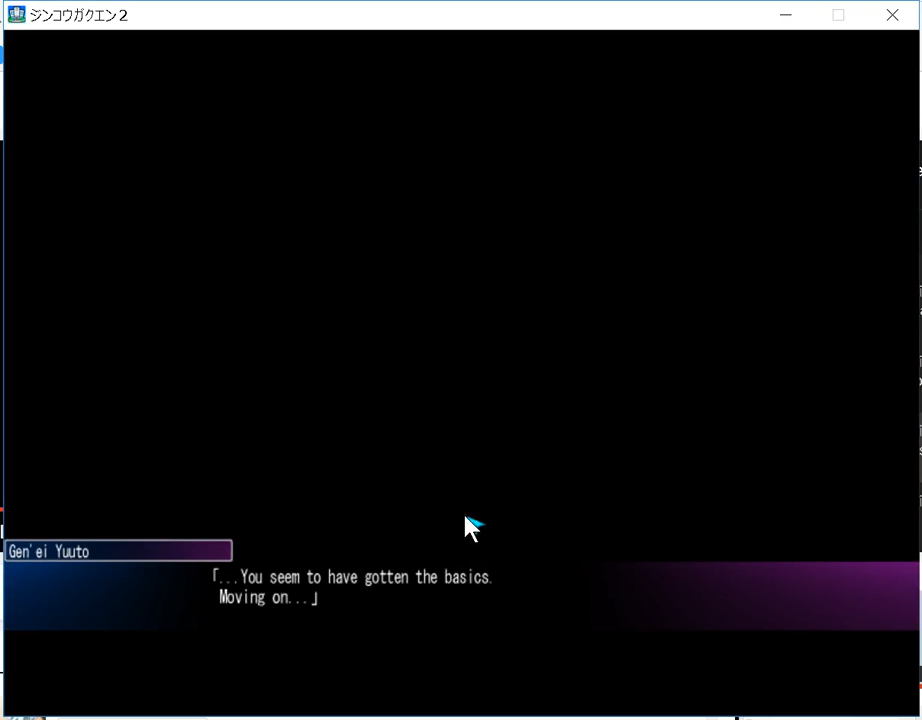 ジンコウガクエン２
Gen'ei Yuuto
「...You seem to have gotten the basics.
Moving on...」